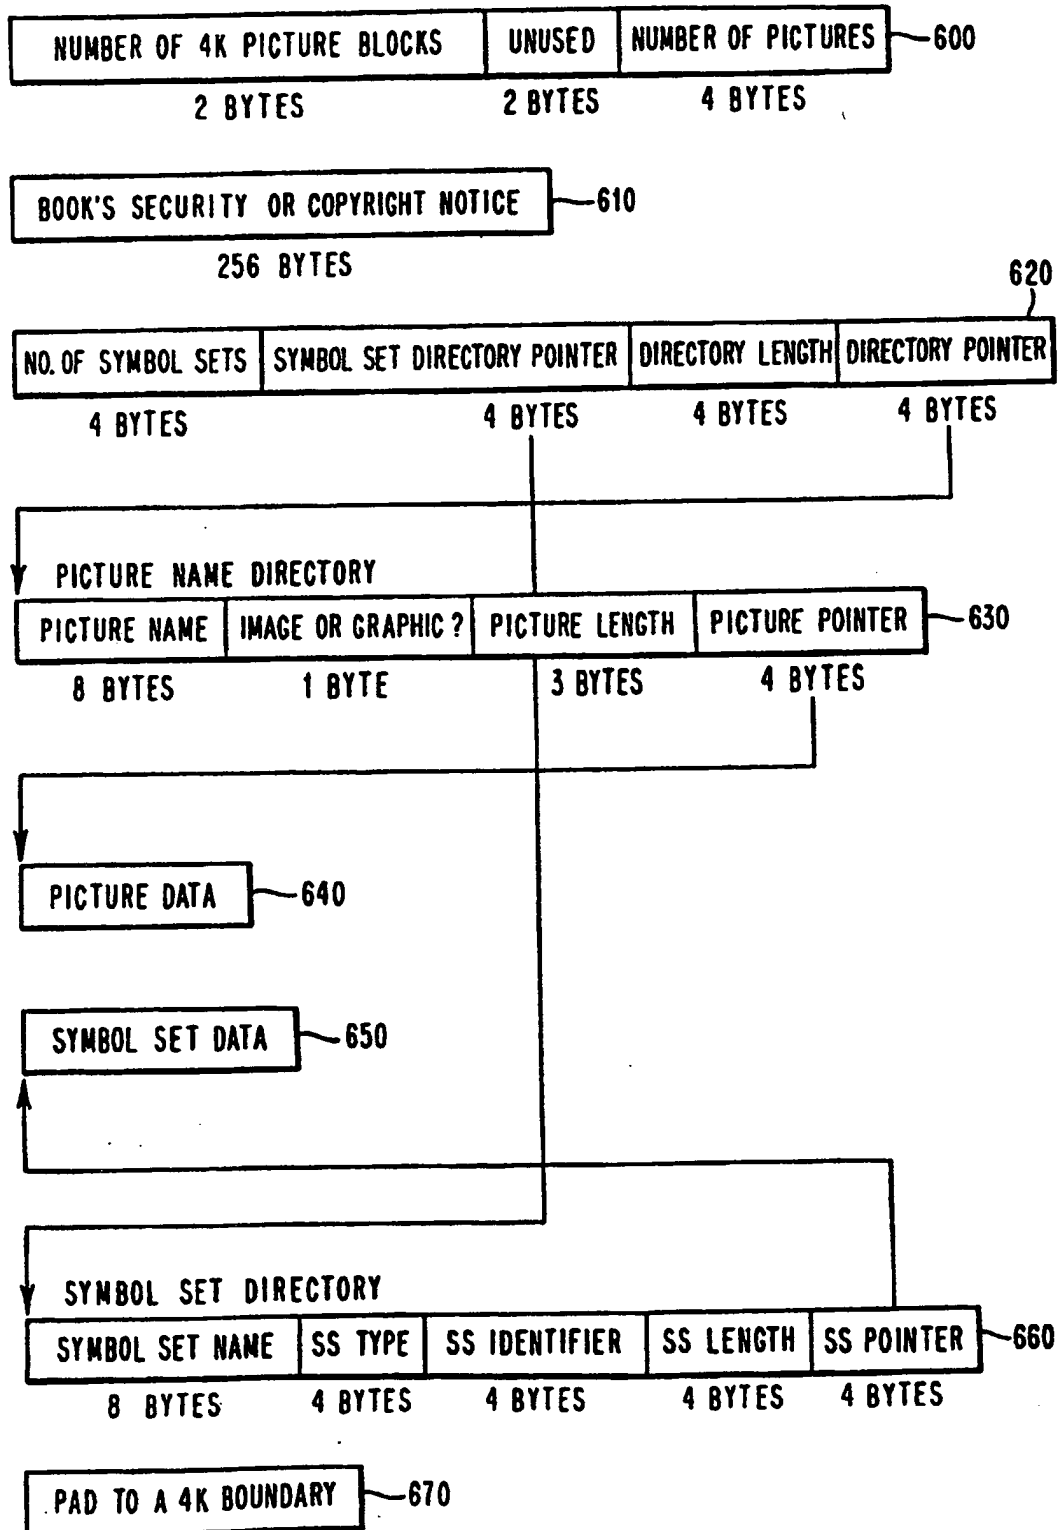 NUMBER OF 4K PICTURE BLOCKS UNUSED NUMBER OF PICTURES 600
2 BYTES 2 BYTES 4 BYTES
BOOK'S SECURITY OR COPYRIGHT NOTICE 610
256 BYTES
620
NO. OF SYMBOL SETS SYMBOL SET DIRECTORY POINTER DIRECTORY LENGTH DIRECTORY POINTER
4 BYTES 4 BYTES 4 BYTES 4 BYTES
PICTURE NAME DIRECTORY
PICTURE NAME IMAGE OR GRAPHIC ? PICTURE LENGTH PICTURE POINTER 630
8 BYTES 1 BYTE 3 BYTES 4 BYTES
PICTURE DATA 640
SYMBOL SET DATA 650
SYMBOL SET DIRECTORY
SYMBOL SET NAME SS TYPE SS IDENTIFIER SS LENGTH SS POINTER 660
8 BYTES 4 BYTES 4 BYTES 4 BYTES 4 BYTES
PAD TO A 4K BOUNDARY 670